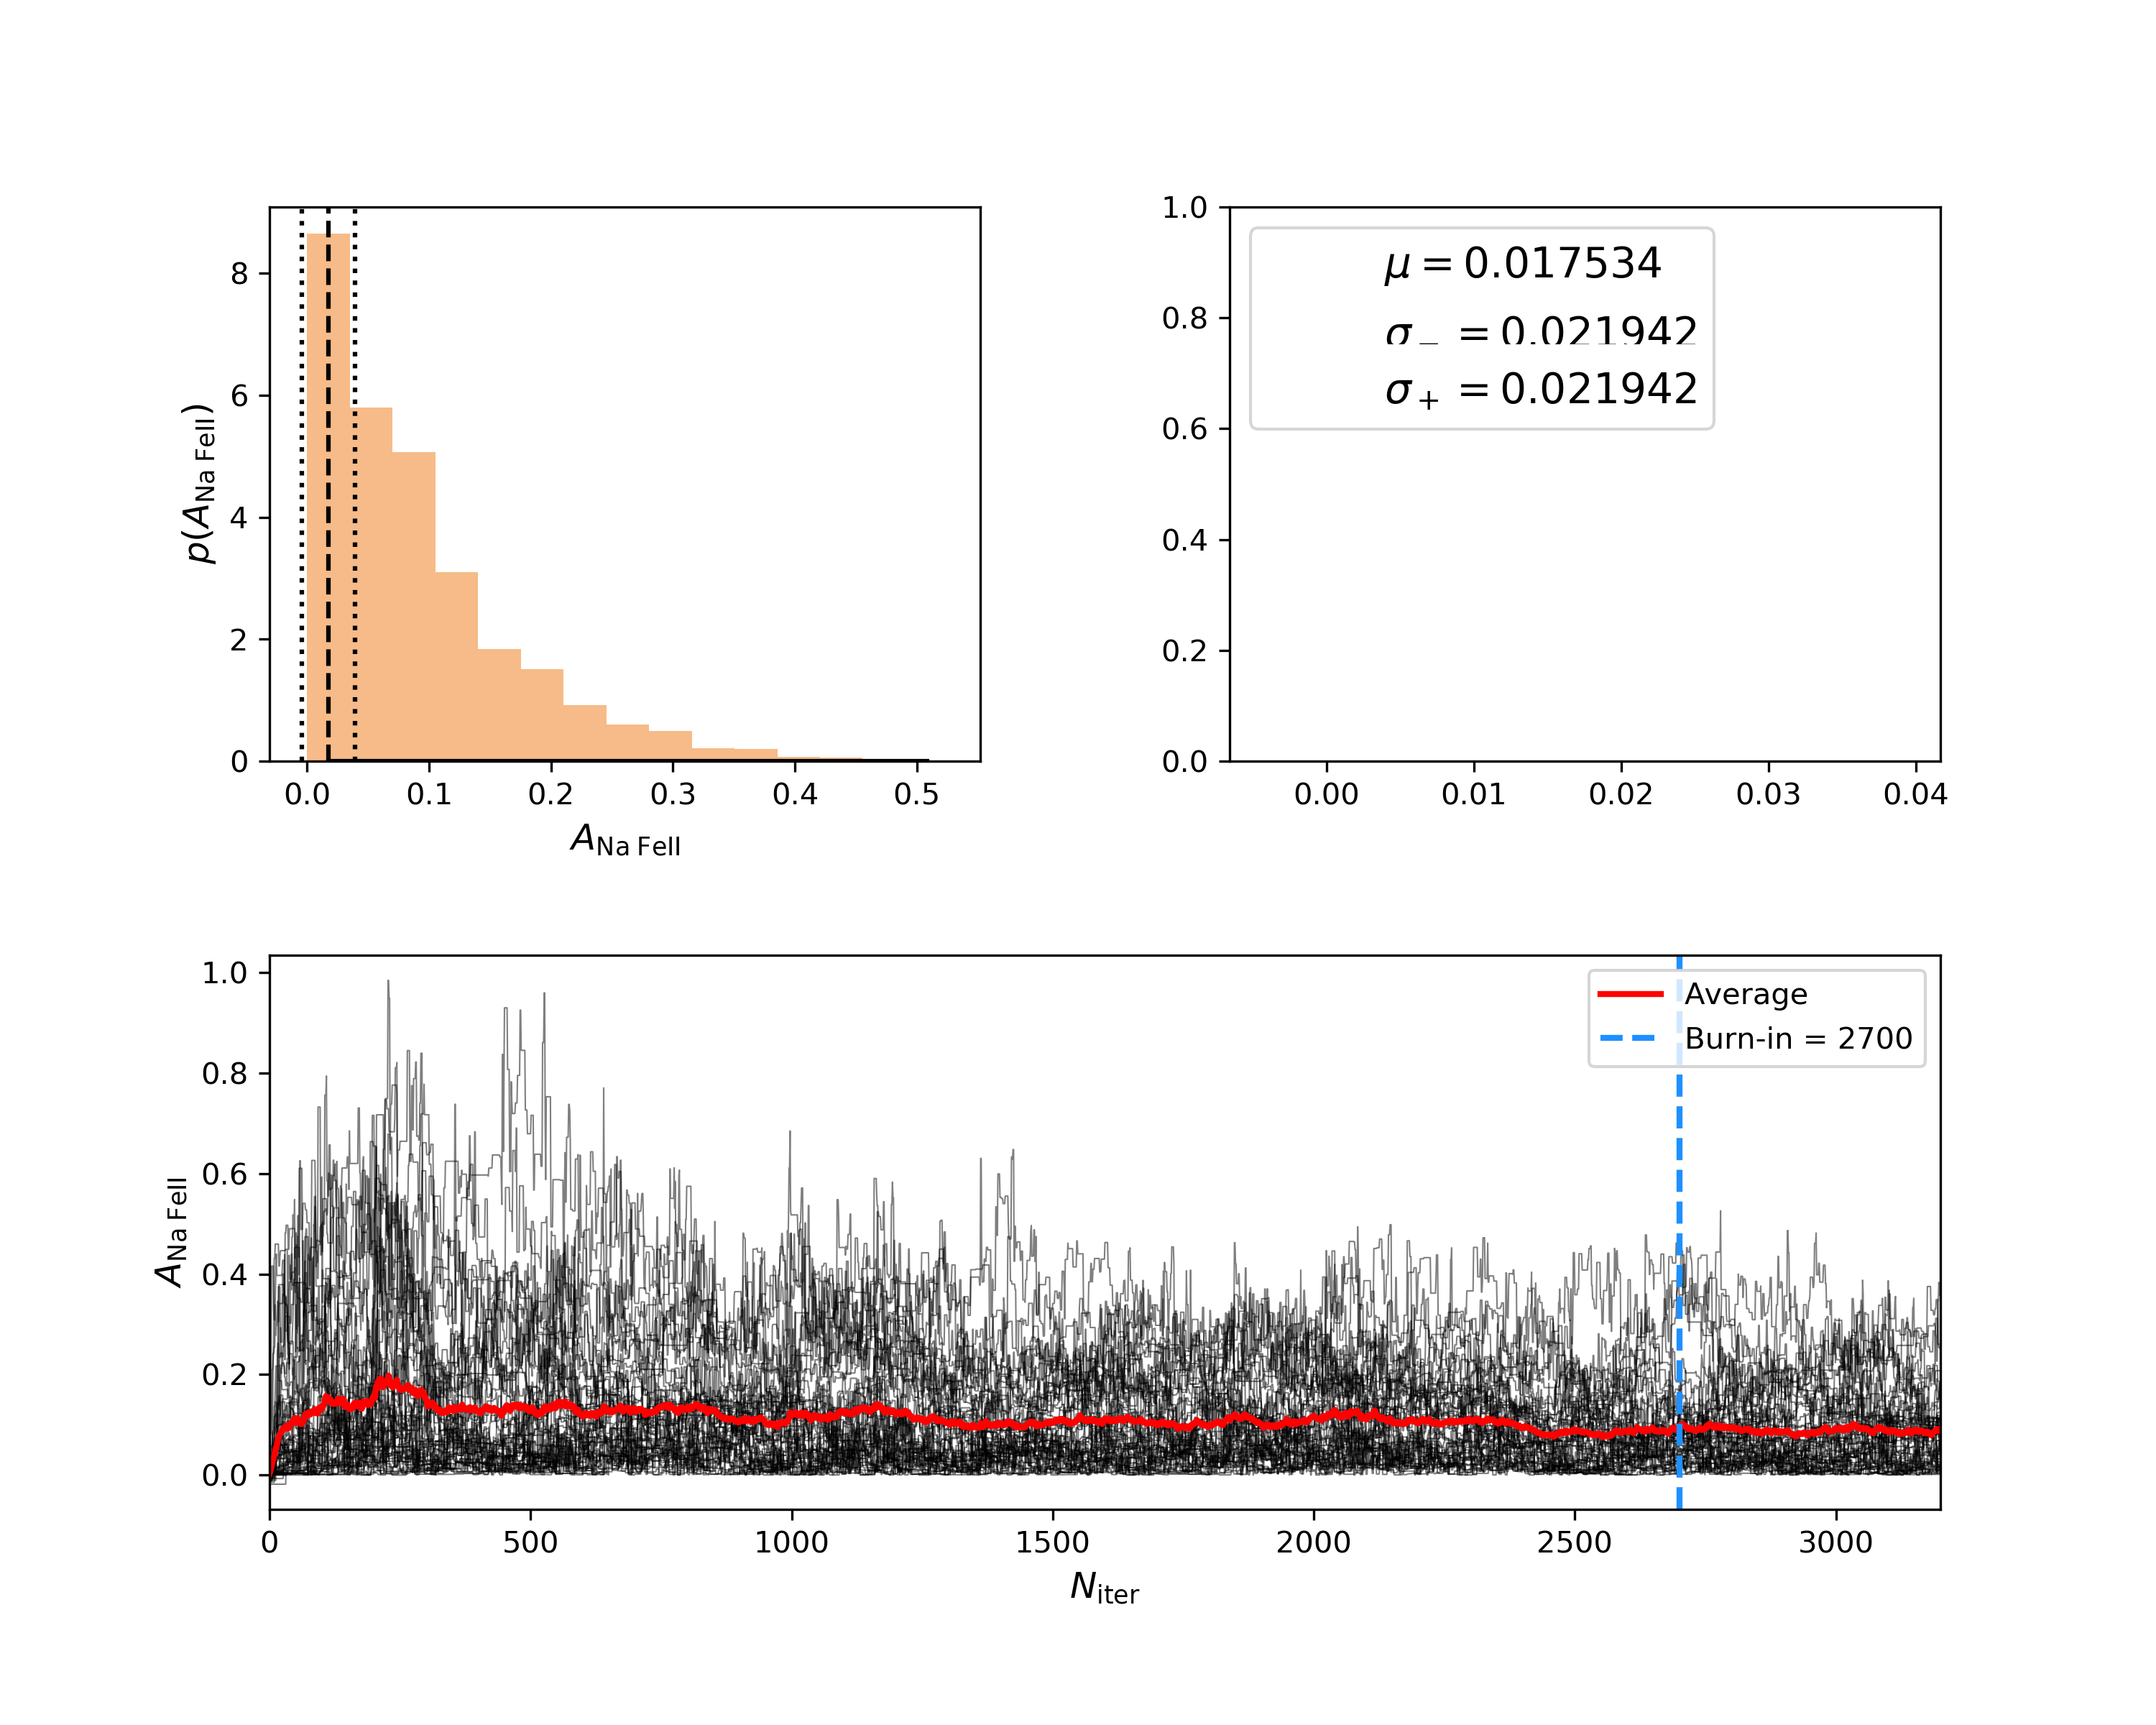 8
6
4
2
0
p(A_Na FeII)
0.0 0.1 0.2 0.3 0.4 0.5
A_Na FeII
1.0
0.8
0.6
0.4
0.2
0.0
μ = 0.017534
σ_− = 0.021942
σ_+ = 0.021942
0.00 0.01 0.02 0.03 0.04
1.0
0.8
0.6
0.4
0.2
0.0
A_Na FeII
Average
Burn-in = 2700
0 500 1000 1500 2000 2500 3000
N_iter